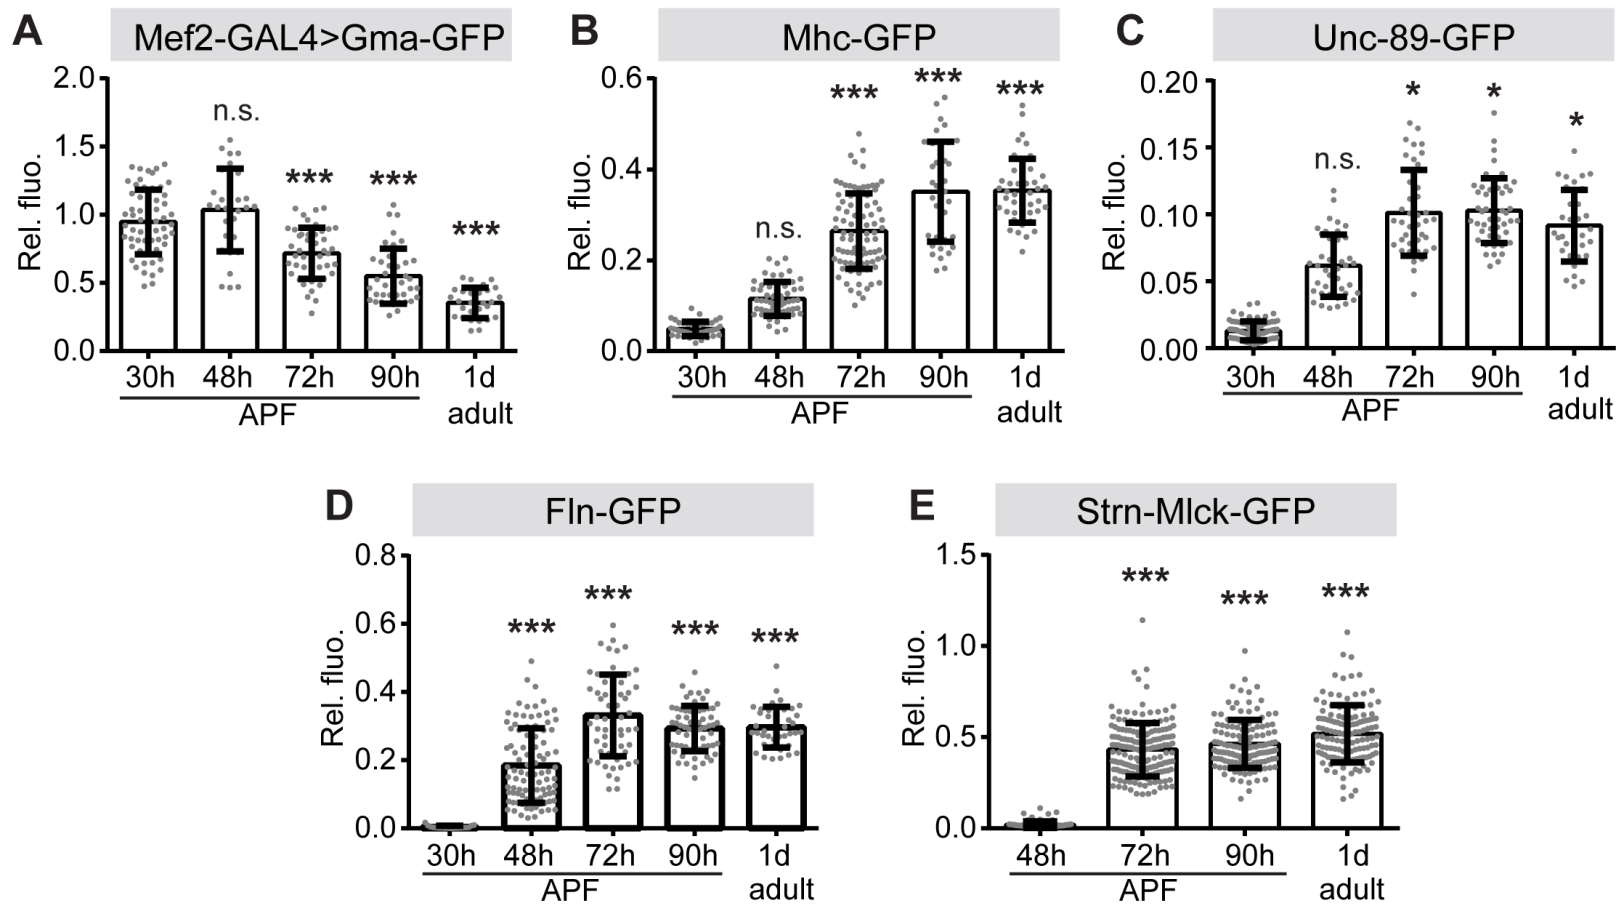 A Mef2-GAL4>Gma-GFP
Rel. fluo.
2.0
1.5
1.0
0.5
0.0
n.s. *** *** ***
30h 48h 72h 90h 1d
APF adult
B Mhc-GFP
Rel. fluo.
0.6
0.4
0.2
0.0
n.s. *** *** ***
30h 48h 72h 90h 1d
APF adult
C Unc-89-GFP
Rel. fluo.
0.20
0.15
0.10
0.05
0.00
n.s. * * *
30h 48h 72h 90h 1d
APF adult
D Fln-GFP
Rel. fluo.
0.8
0.6
0.4
0.2
0.0
*** *** *** ***
30h 48h 72h 90h 1d
APF adult
E Strn-Mlck-GFP
Rel. fluo.
1.5
1.0
0.5
0.0
*** *** ***
48h 72h 90h 1d
APF adult